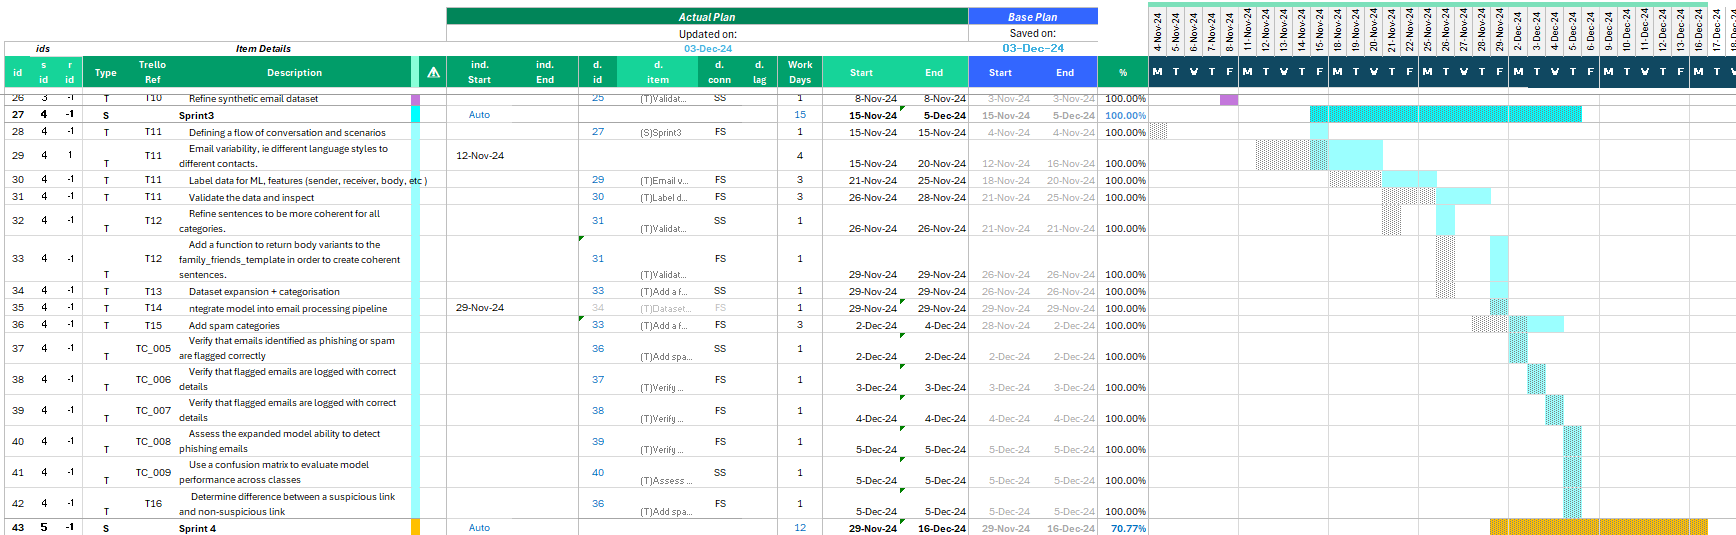 Actual Plan Base Plan
Updated on: Saved on:
ids Item Details 03-Dec-24 03-Dec-24
4-Nov-24 5-Nov-24 6-Nov-24 7-Nov-24 8-Nov-24 11-Nov-24 12-Nov-24 13-Nov-24 14-Nov-24 15-Nov-24 18-Nov-24 19-Nov-24 20-Nov-24 21-Nov-24 22-Nov-24 25-Nov-24 26-Nov-24 27-Nov-24 28-Nov-24 29-Nov-24 2-Dec-24 3-Dec-24 4-Dec-24 5-Dec-24 6-Dec-24 9-Dec-24 10-Dec-24 11-Dec-24 12-Dec-24 13-Dec-24 16-Dec-24 17-Dec-24
s r Trello ind. ind. d. d. d. d. Work
id id id Type Ref Description Start End id item conn lag Days Start End Start End %
M T W T F M T W T F M T W T F M T W T F M T W T F M T W T F M T W
26 3 -1 T T10 Refine synthetic email dataset 25 (T)Validat... SS 1 8-Nov-24 8-Nov-24 3-Nov-24 3-Nov-24 100.00%
27 4 -1 S Sprint3 Auto 15 15-Nov-24 5-Dec-24 15-Nov-24 5-Dec-24 100.00%
28 4 -1 T T11 Defining a flow of conversation and scenarios 27 (S)Sprint3 FS 1 15-Nov-24 15-Nov-24 4-Nov-24 4-Nov-24 100.00%
29 4 1 T T11 Email variability, ie different language styles to
different contacts. 12-Nov-24 4 15-Nov-24 20-Nov-24 12-Nov-24 16-Nov-24 100.00%
30 4 -1 T T11 Label data for ML, features (sender, receiver, body, etc ) 29 (T)Email v... FS 3 21-Nov-24 25-Nov-24 18-Nov-24 20-Nov-24 100.00%
31 4 -1 T T11 Validate the data and inspect 30 (T)Label d... FS 3 26-Nov-24 28-Nov-24 21-Nov-24 25-Nov-24 100.00%
32 4 -1 T T12 Refine sentences to be more coherent for all
categories. 31 (T)Validat... SS 1 26-Nov-24 26-Nov-24 21-Nov-24 21-Nov-24 100.00%
33 4 -1 T T12 Add a function to return body variants to the
family_friends_template in order to create coherent
sentences. 31 (T)Validat... FS 1 29-Nov-24 29-Nov-24 26-Nov-24 26-Nov-24 100.00%
34 4 -1 T T13 Dataset expansion + categorisation 33 (T)Add a f... SS 1 29-Nov-24 29-Nov-24 26-Nov-24 26-Nov-24 100.00%
35 4 -1 T T14 ntegrate model into email processing pipeline 29-Nov-24 34 (T)Dataset... FS 1 29-Nov-24 29-Nov-24 29-Nov-24 29-Nov-24 100.00%
36 4 -1 T T15 Add spam categories 33 (T)Add a f... FS 3 2-Dec-24 4-Dec-24 28-Nov-24 2-Dec-24 100.00%
37 4 -1 T TC_005 Verify that emails identified as phishing or spam
are flagged correctly 36 (T)Add spa... SS 1 2-Dec-24 2-Dec-24 2-Dec-24 2-Dec-24 100.00%
38 4 -1 T TC_006 Verify that flagged emails are logged with correct
details 37 (T)Verify ... FS 1 3-Dec-24 3-Dec-24 3-Dec-24 3-Dec-24 100.00%
39 4 -1 T TC_007 Verify that flagged emails are logged with correct
details 38 (T)Verify ... FS 1 4-Dec-24 4-Dec-24 4-Dec-24 4-Dec-24 100.00%
40 4 -1 T TC_008 Assess the expanded model ability to detect
phishing emails 39 (T)Verify ... FS 1 5-Dec-24 5-Dec-24 5-Dec-24 5-Dec-24 100.00%
41 4 -1 T TC_009 Use a confusion matrix to evaluate model
performance across classes 40 (T)Assess ... SS 1 5-Dec-24 5-Dec-24 5-Dec-24 5-Dec-24 100.00%
42 4 -1 T T16 Determine difference between a suspicious link
and non-suspicious link 36 (T)Add spa... FS 1 5-Dec-24 5-Dec-24 5-Dec-24 5-Dec-24 100.00%
43 5 -1 S Sprint 4 Auto 12 29-Nov-24 16-Dec-24 29-Nov-24 16-Dec-24 70.77%